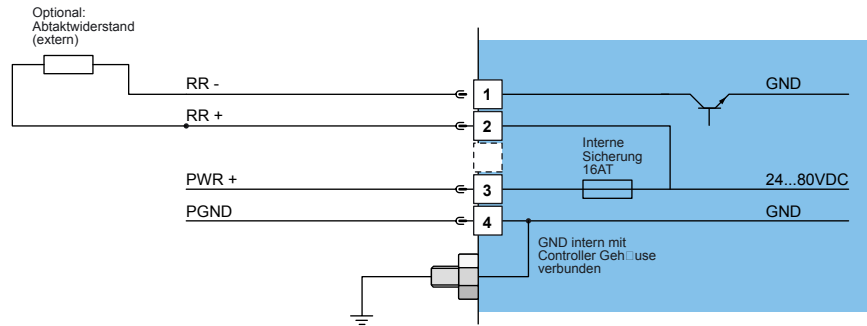 Optional:
Abtaktwiderstand
(extern)
RR -
1
GND
RR +
2
Interne
Sicherung
16AT
PWR +
3
24...80VDC
PGND
4
GND
GND intern mit
Controller Geh□use
verbunden